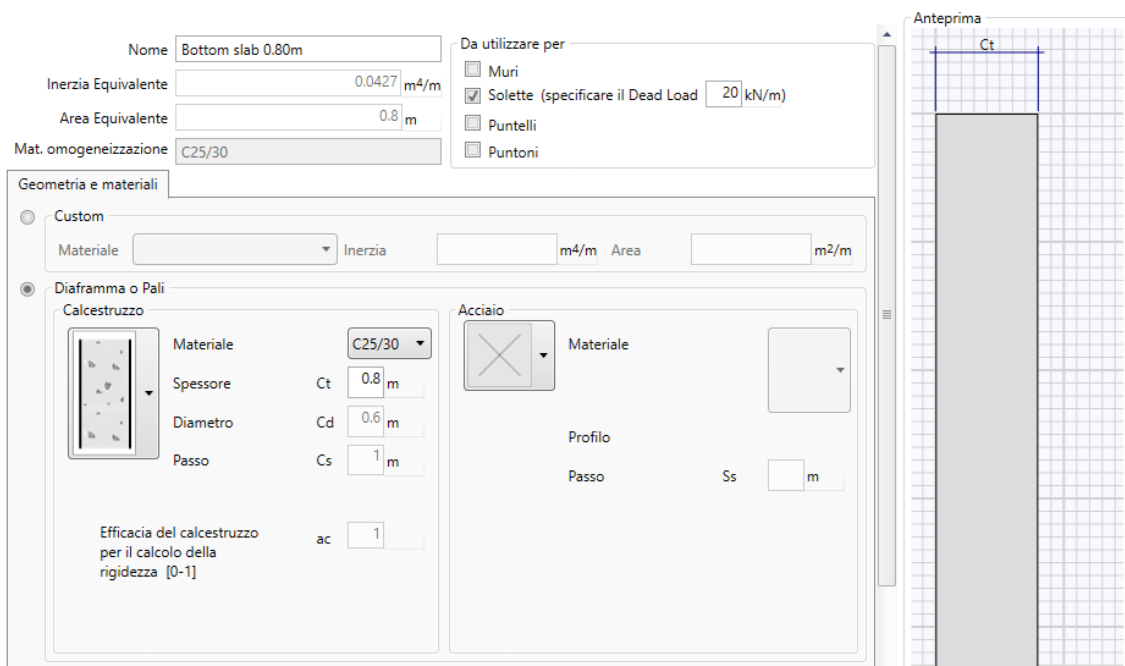 Nome Bottom slab 0.80m
Inerzia Equivalente 0.0427 m4/m
Area Equivalente 0.8 m
Mat. omogeneizzazione C25/30
Da utilizzare per
Muri
Solette (specificare il Dead Load 20 kN/m)
Puntelli
Puntoni
Geometria e materiali
Custom
Materiale Inerzia m4/m Area m2/m
Diaframma o Pali
Calcestruzzo
Materiale C25/30
Spessore Ct 0.8 m
Diametro Cd 0.6 m
Passo Cs 1 m
Efficacia del calcestruzzo
per il calcolo della
rigidezza [0-1]
ac 1
Acciaio
Materiale
Profilo
Passo Ss m
Anteprima
Ct